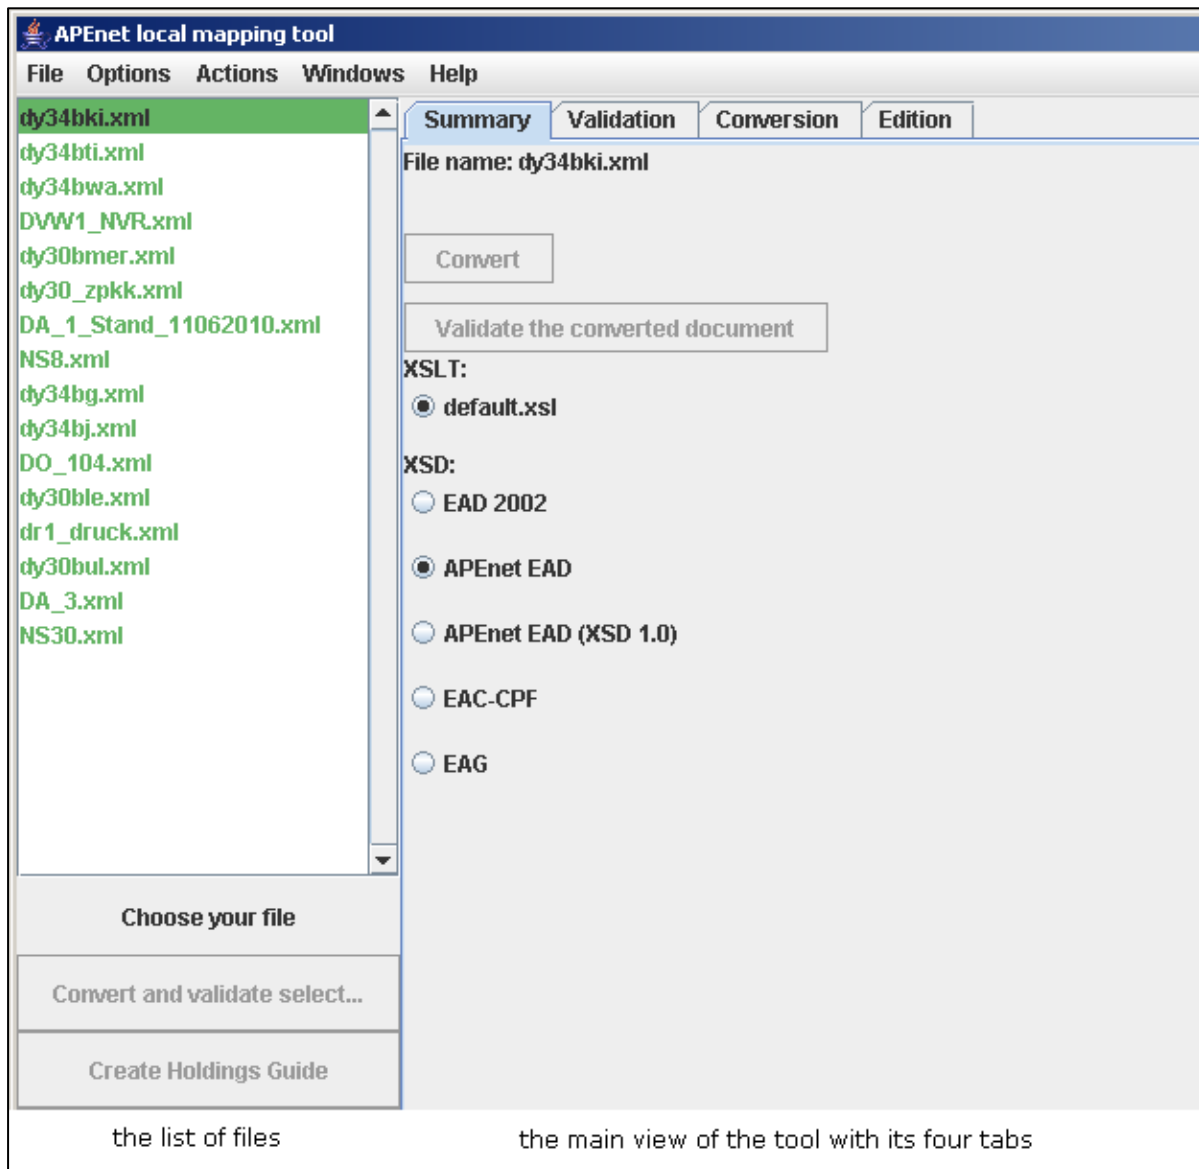 APEnet local mapping tool
File Options Actions Windows Help
dy34bki.xml
dy34bti.xml
dy34bwa.xml
DVW1_NVR.xml
dy30bmer.xml
dy30_zpkk.xml
DA_1_Stand_11062010.xml
NS8.xml
dy34bg.xml
dy34bj.xml
DO_104.xml
dy30ble.xml
dr1_druck.xml
dy30bul.xml
DA_3.xml
NS30.xml
Choose your file
Convert and validate select...
Create Holdings Guide
Summary Validation Conversion Edition
File name: dy34bki.xml
Convert
Validate the converted document
XSLT:
default.xsl
XSD:
EAD 2002
APEnet EAD
APEnet EAD (XSD 1.0)
EAC-CPF
EAG
the list of files
the main view of the tool with its four tabs